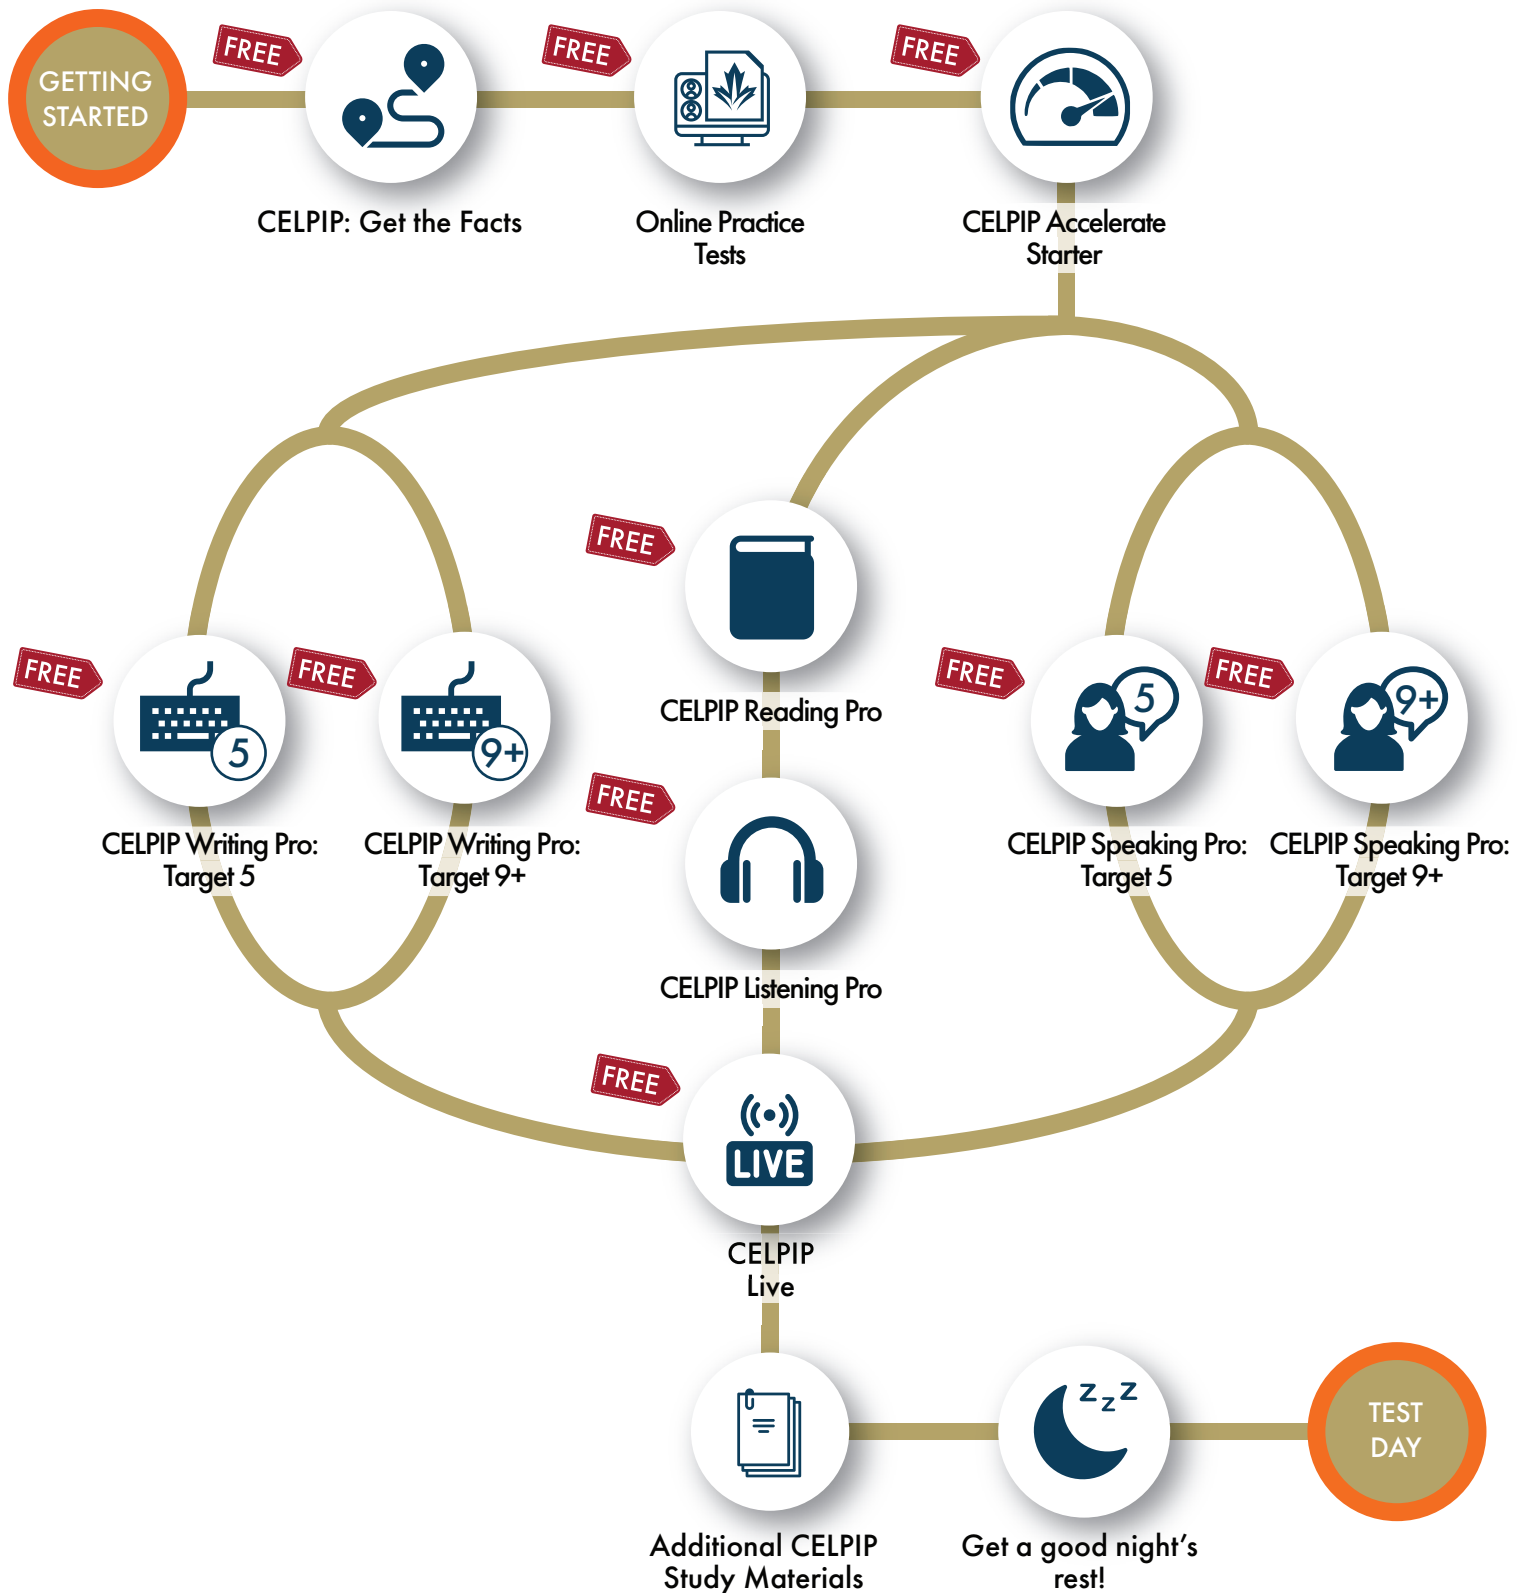 GETTING
STARTED
FREE
FREE
FREE
CELPIP: Get the Facts
Online Practice
Tests
CELPIP Accelerate
Starter
FREE
FREE
FREE
FREE
FREE
5
9+
5
9+
CELPIP Reading Pro
FREE
CELPIP Writing Pro:
Target 5
CELPIP Writing Pro:
Target 9+
CELPIP Speaking Pro:
Target 5
CELPIP Speaking Pro:
Target 9+
CELPIP Listening Pro
FREE
LIVE
CELPIP
Live
z z z
TEST
DAY
Additional CELPIP
Study Materials
Get a good night's
rest!